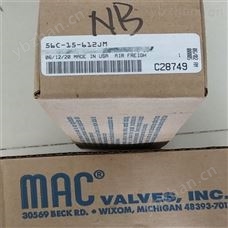 NB
56C-15-612JM
06/12/20 MADE IN USA AIR FREIGH
C28749
MAC®
VALVES, INC.
30569 BECK RD. • WIXOM, MICHIGAN 48393-701